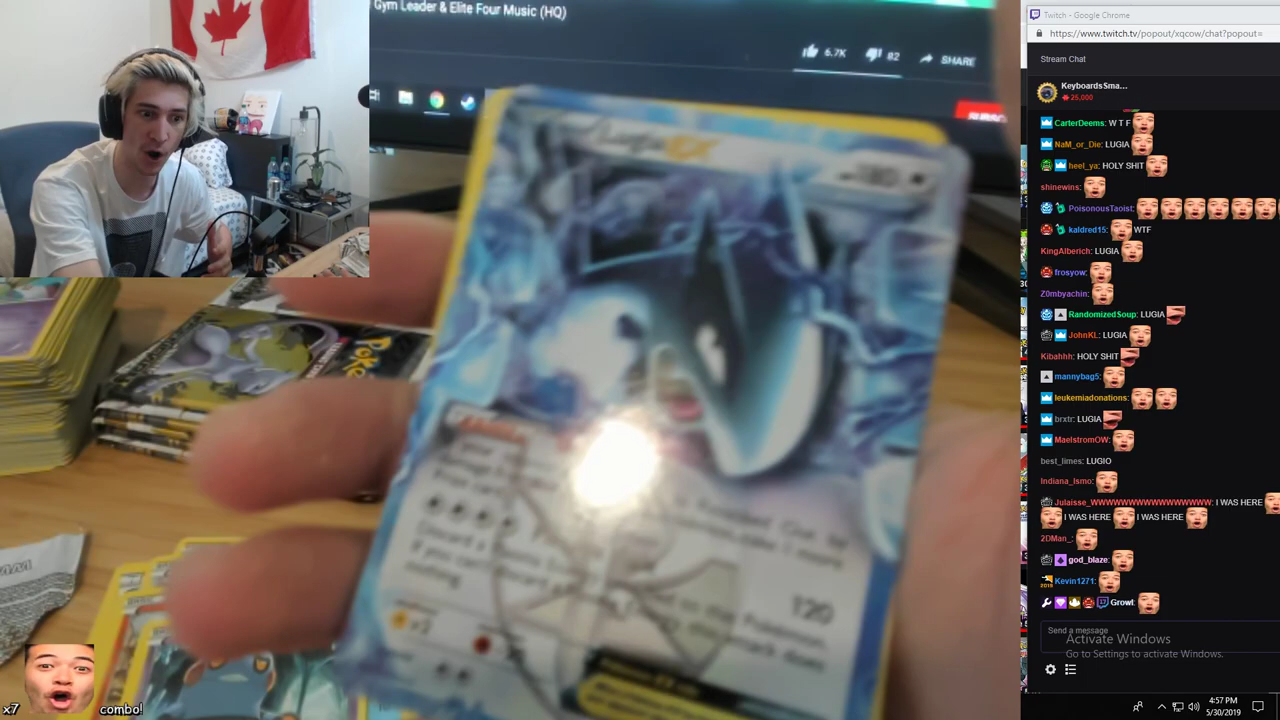 Gym Leader & Elite Four Music (HQ)
6.7K 82 SHARE
Twitch - Google Chrome
https://www.twitch.tv/popout/xqcow/chat?popout=
Stream Chat
KeyboardsSma...
25,000
CarterDeems: W T F
NaM_or_Die: LUGIA
heel_ya: HOLY SHIT
shinewins:
PoisonousTaoist:
kaldred15: WTF
KingAlberich: LUGIA
frosyow:
Z0mbyachin:
RandomizedSoup: LUGIA
JohnKL: LUGIA
Kibahhh: HOLY SHIT
mannybag5:
leukemiadonations:
brxtr: LUGIA
MaelstromOW:
best_limes: LUGIO
Indiana_Ismo:
Julaisse_WWWWWWWWWWWWWWWWW: I WAS HERE
I WAS HERE I WAS HERE
2DMan_:
god_blaze:
Kevin1271:
Growl:
Send a message
Activate Windows
Go to Settings to activate Windows.
4:57 PM
5/30/2019
120
x7 combo!